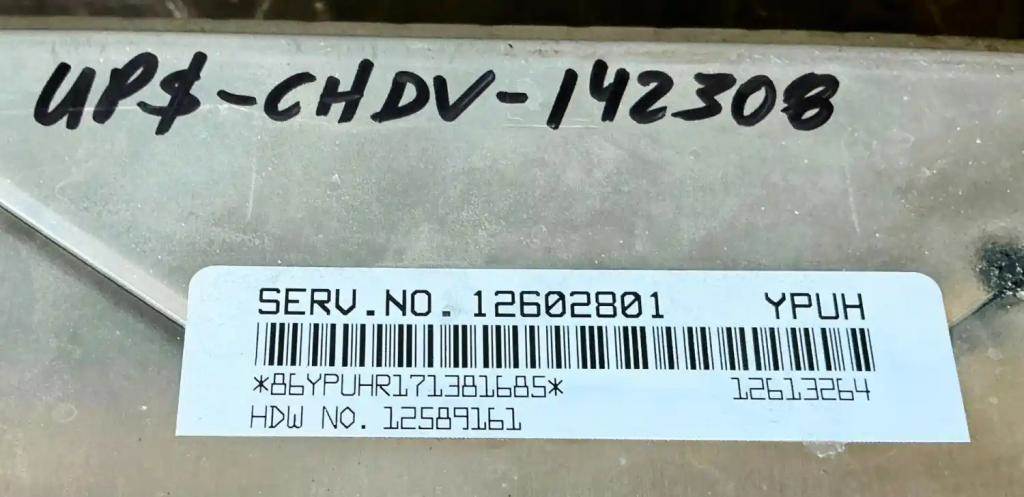 UP$-CHDV-142308
SERV.NO. 12602801 YPUH
*86YPUHR171381685* 12613264
HDW NO. 12589161